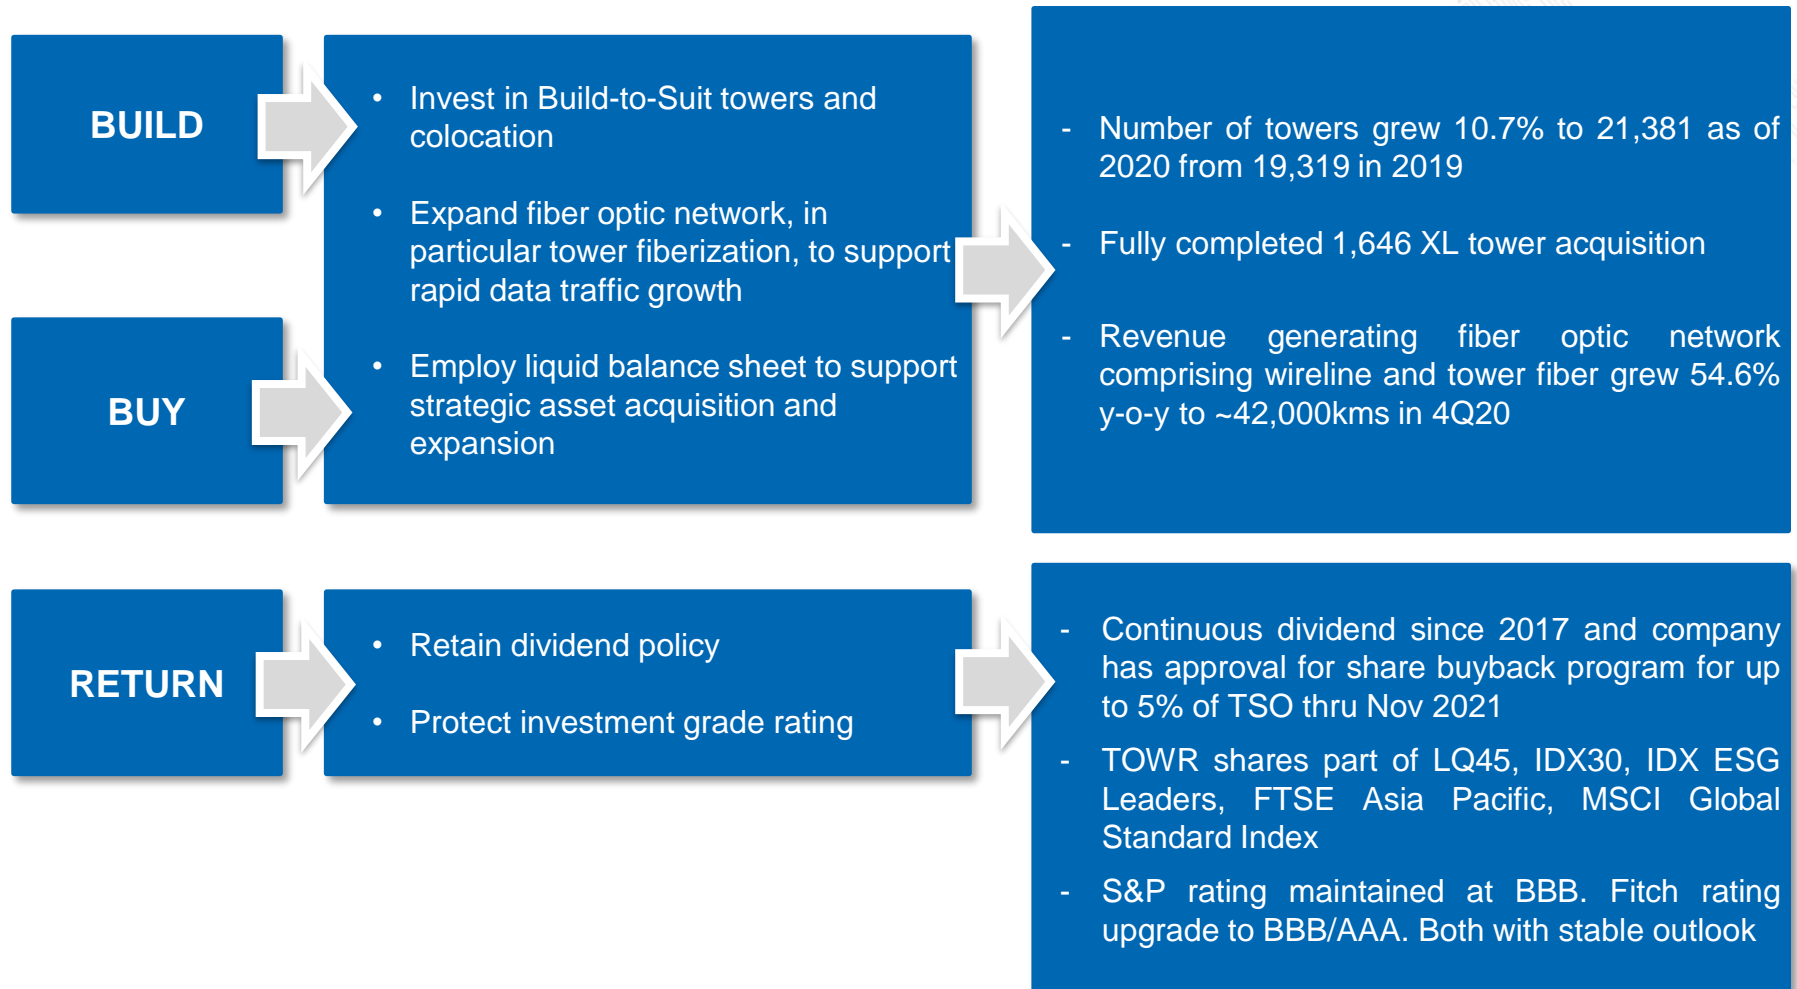 BUILD
• Invest in Build-to-Suit towers and
colocation
• Expand fiber optic network, in
particular tower fiberization, to support
rapid data traffic growth
BUY
• Employ liquid balance sheet to support
strategic asset acquisition and
expansion
- Number of towers grew 10.7% to 21,381 as of
2020 from 19,319 in 2019
- Fully completed 1,646 XL tower acquisition
- Revenue generating fiber optic network
comprising wireline and tower fiber grew 54.6%
y-o-y to ~42,000kms in 4Q20
RETURN
• Retain dividend policy
• Protect investment grade rating
- Continuous dividend since 2017 and company
has approval for share buyback program for up
to 5% of TSO thru Nov 2021
- TOWR shares part of LQ45, IDX30, IDX ESG
Leaders, FTSE Asia Pacific, MSCI Global
Standard Index
- S&P rating maintained at BBB. Fitch rating
upgrade to BBB/AAA. Both with stable outlook